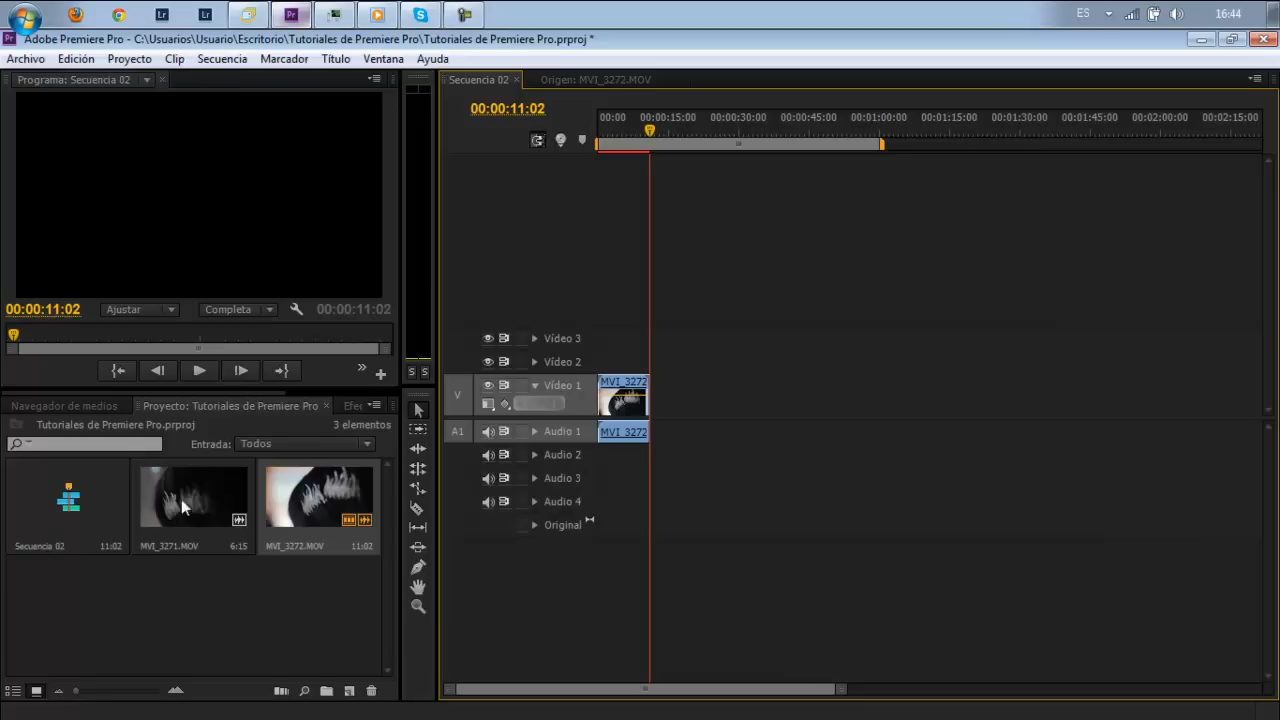 ES 16:44
Adobe Premiere Pro - C:\Usuarios\Usuario\Escritorio\Tutoriales de Premiere Pro\Tutoriales de Premiere Pro.prproj *
Archivo Edición Proyecto Clip Secuencia Marcador Título Ventana Ayuda
Programa: Secuencia 02
Secuencia 02 Origen: MVI_3272.MOV
00:00:11:02
00:00 00:00:15:00 00:00:30:00 00:00:45:00 00:01:00:00 00:01:15:00 00:01:30:00 00:01:45:00 00:02:00:00 00:02:15:00
00:00:11:02 Ajustar Completa 00:00:11:02
Vídeo 3
Vídeo 2
V Vídeo 1 MVI_3272
A1 Audio 1 MVI_3272
Audio 2
Audio 3
Audio 4
Original
S S
Navegador de medios Proyecto: Tutoriales de Premiere Pro Efec
Tutoriales de Premiere Pro.prproj 3 elementos
Entrada: Todos
Secuencia 02 11:02 MVI_3271.MOV 6:15 MVI_3272.MOV 11:02